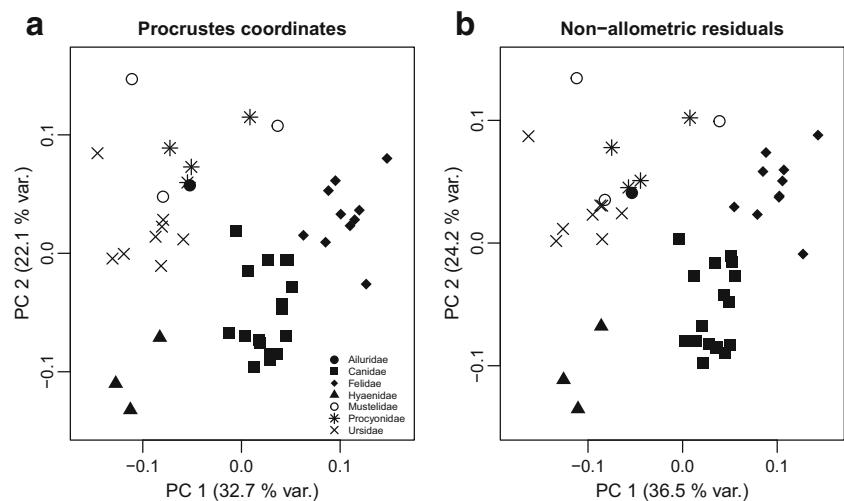 a
Procrustes coordinates
PC 2 (22.1 % var.)
0.1
0.0
−0.1
−0.1
0.0
0.1
PC 1 (32.7 % var.)
Ailuridae
Canidae
Felidae
Hyaenidae
Mustelidae
Procyonidae
Ursidae
b
Non−allometric residuals
PC 2 (24.2 % var.)
0.1
0.0
−0.1
−0.1
0.0
0.1
PC 1 (36.5 % var.)